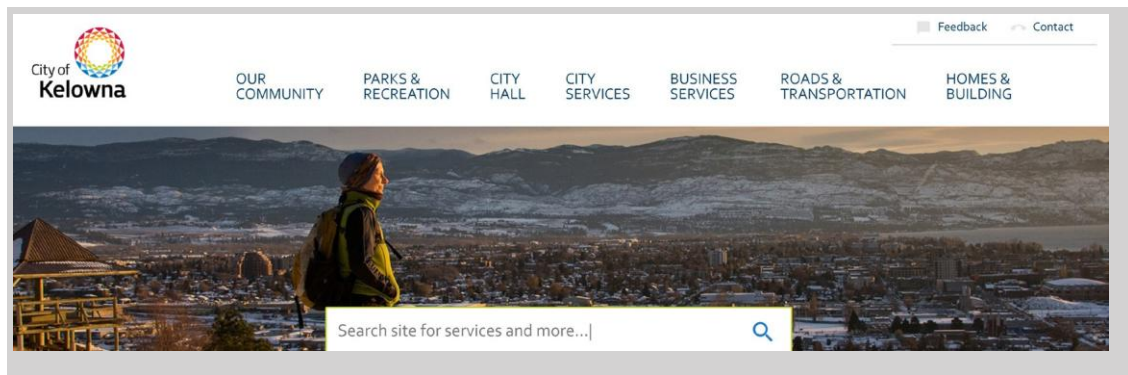 Feedback
Contact
City of
Kelowna
OUR
COMMUNITY
PARKS &
RECREATION
CITY
HALL
CITY
SERVICES
BUSINESS
SERVICES
ROADS &
TRANSPORTATION
HOMES &
BUILDING
Search site for services and more...|